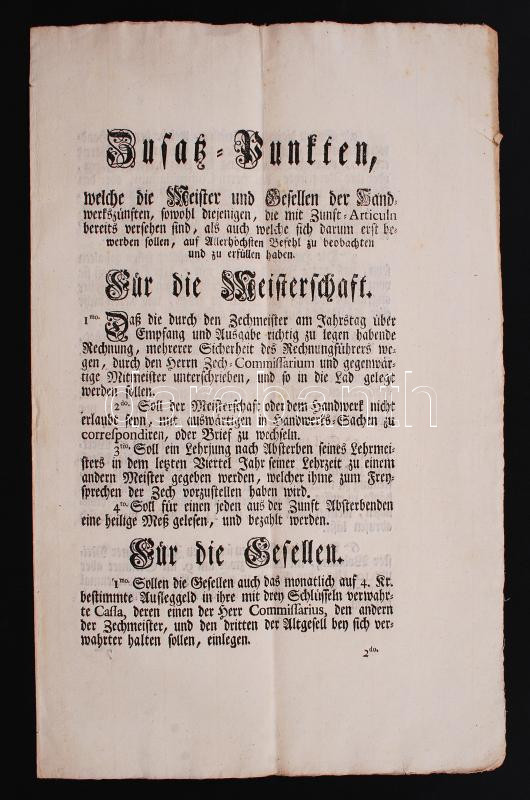 Zusatz-Punkten,
welche die Meister und Gesellen der Hand-
werkszünften, sowohl diejenigen, die mit Zunft-Articuln
bereits versehen sind, als auch welche sich darum erst be-
werben sollen, auf Allerhöchsten Befehl zu beobachten
und zu erfüllen haben.
Für die Meisterschaft.
1mo. Daß die durch den Zechmeister am Jahrstag über
Empfang und Ausgabe richtig zu legen habende
Rechnung, mehrerer Sicherheit des Rechnungsführers we-
gen, durch den Herrn Zech-Commissarium und gegenwär-
tige Mitmeister unterschrieben, und so in die Lad gelegt
werden sollen.
2do. Soll der Meisterschaft oder dem Handwerk nicht
erlaubt seyn, mit auswärtigen in Handwerks-Sachen zu
correspondiren, oder Brief zu wechseln.
3tio. Soll ein Lehrjung nach Absterben seines Lehrmei-
sters in dem letzten Viertel Jahr seiner Lehrzeit zu einem
andern Meister gegeben werden, welcher ihme zum Frey-
sprechen der Zech vorzustellen haben wird.
4to. Soll für einen jeden aus der Zunft Absterbenden
eine heilige Meß gelesen, und bezahlt werden.
Für die Gesellen.
1mo. Sollen die Gesellen auch das monatlich auf 4. Kr.
bestimmte Aufleggeld in ihre mit drey Schlüsseln verwahr-
te Cassa, deren einen der Herr Commissarius, den andern
der Zechmeister, und den dritten der Altgesell bey sich ver-
wahrter halten sollen, einlegen.
2do.
darabanth